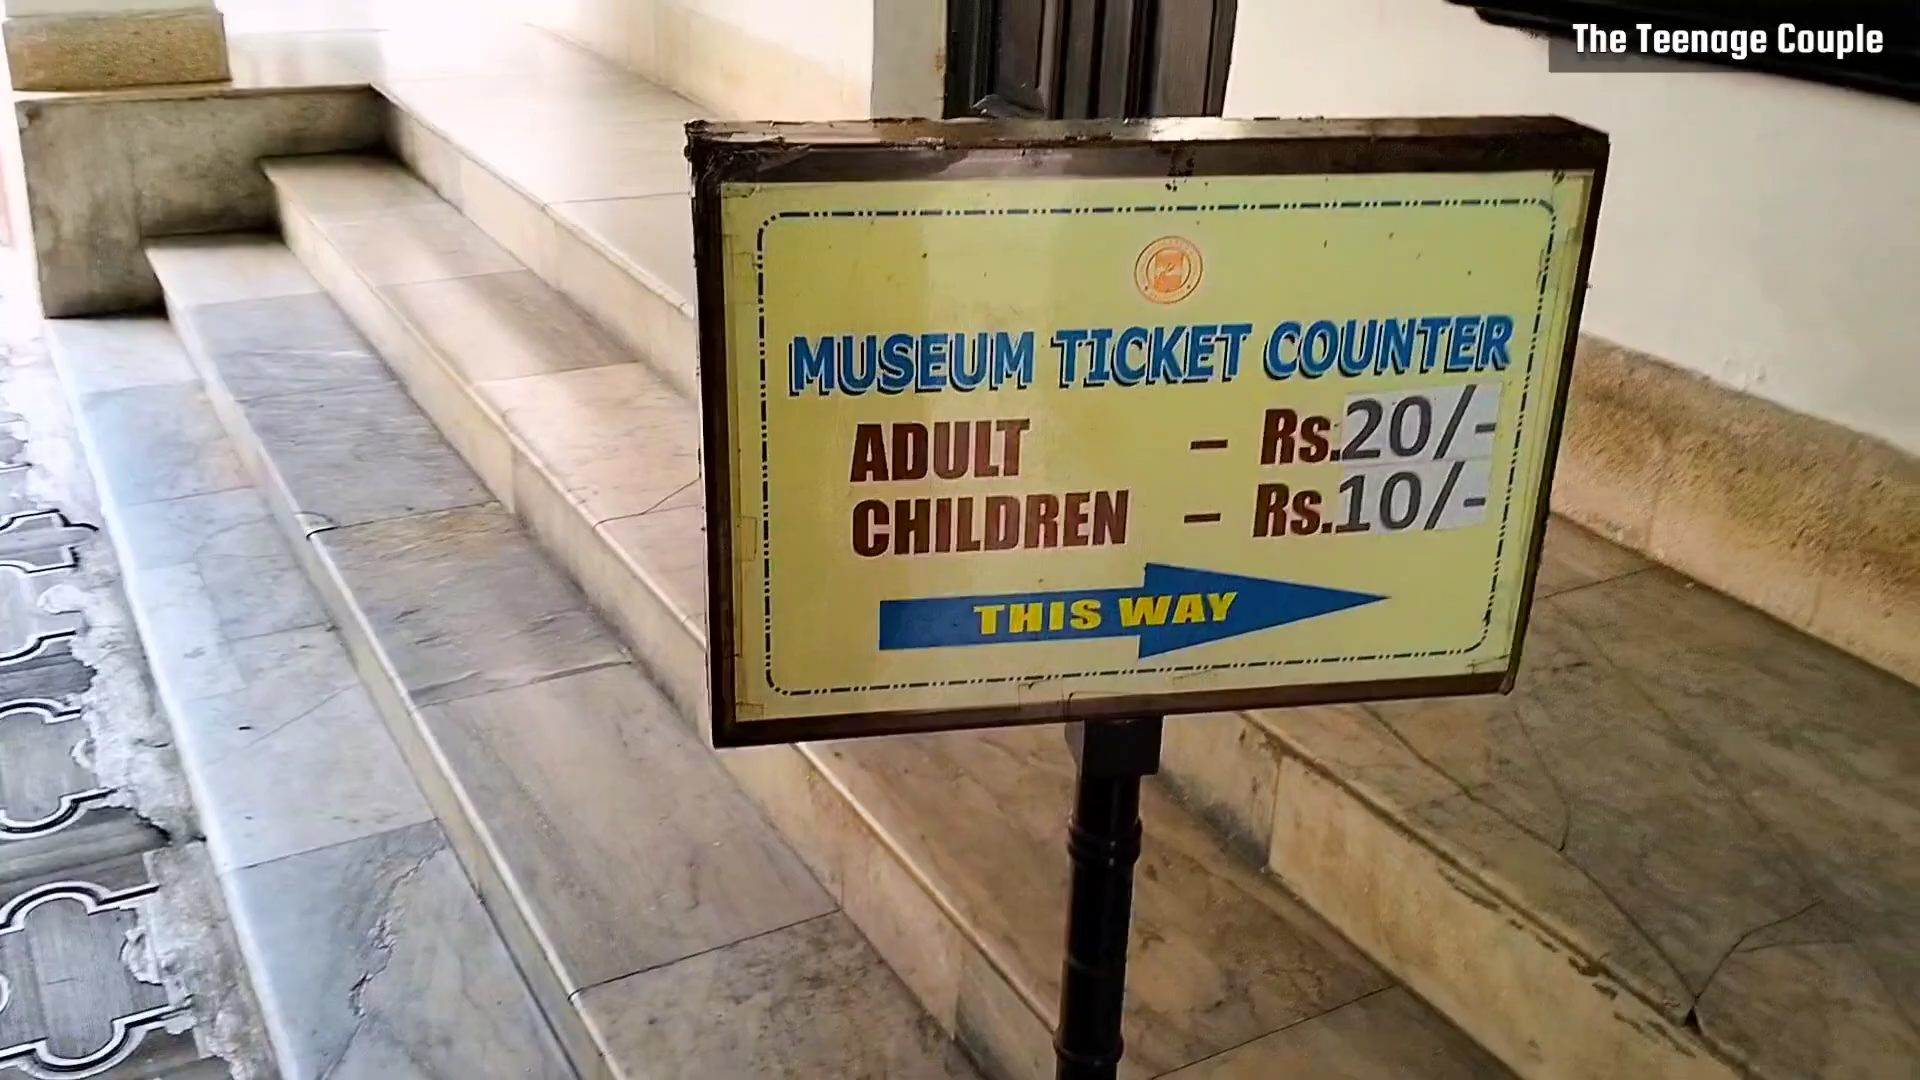 The Teenage Couple
MUSEUM TICKET COUNTER
ADULT – Rs.20/-
CHILDREN – Rs.10/-
THIS WAY